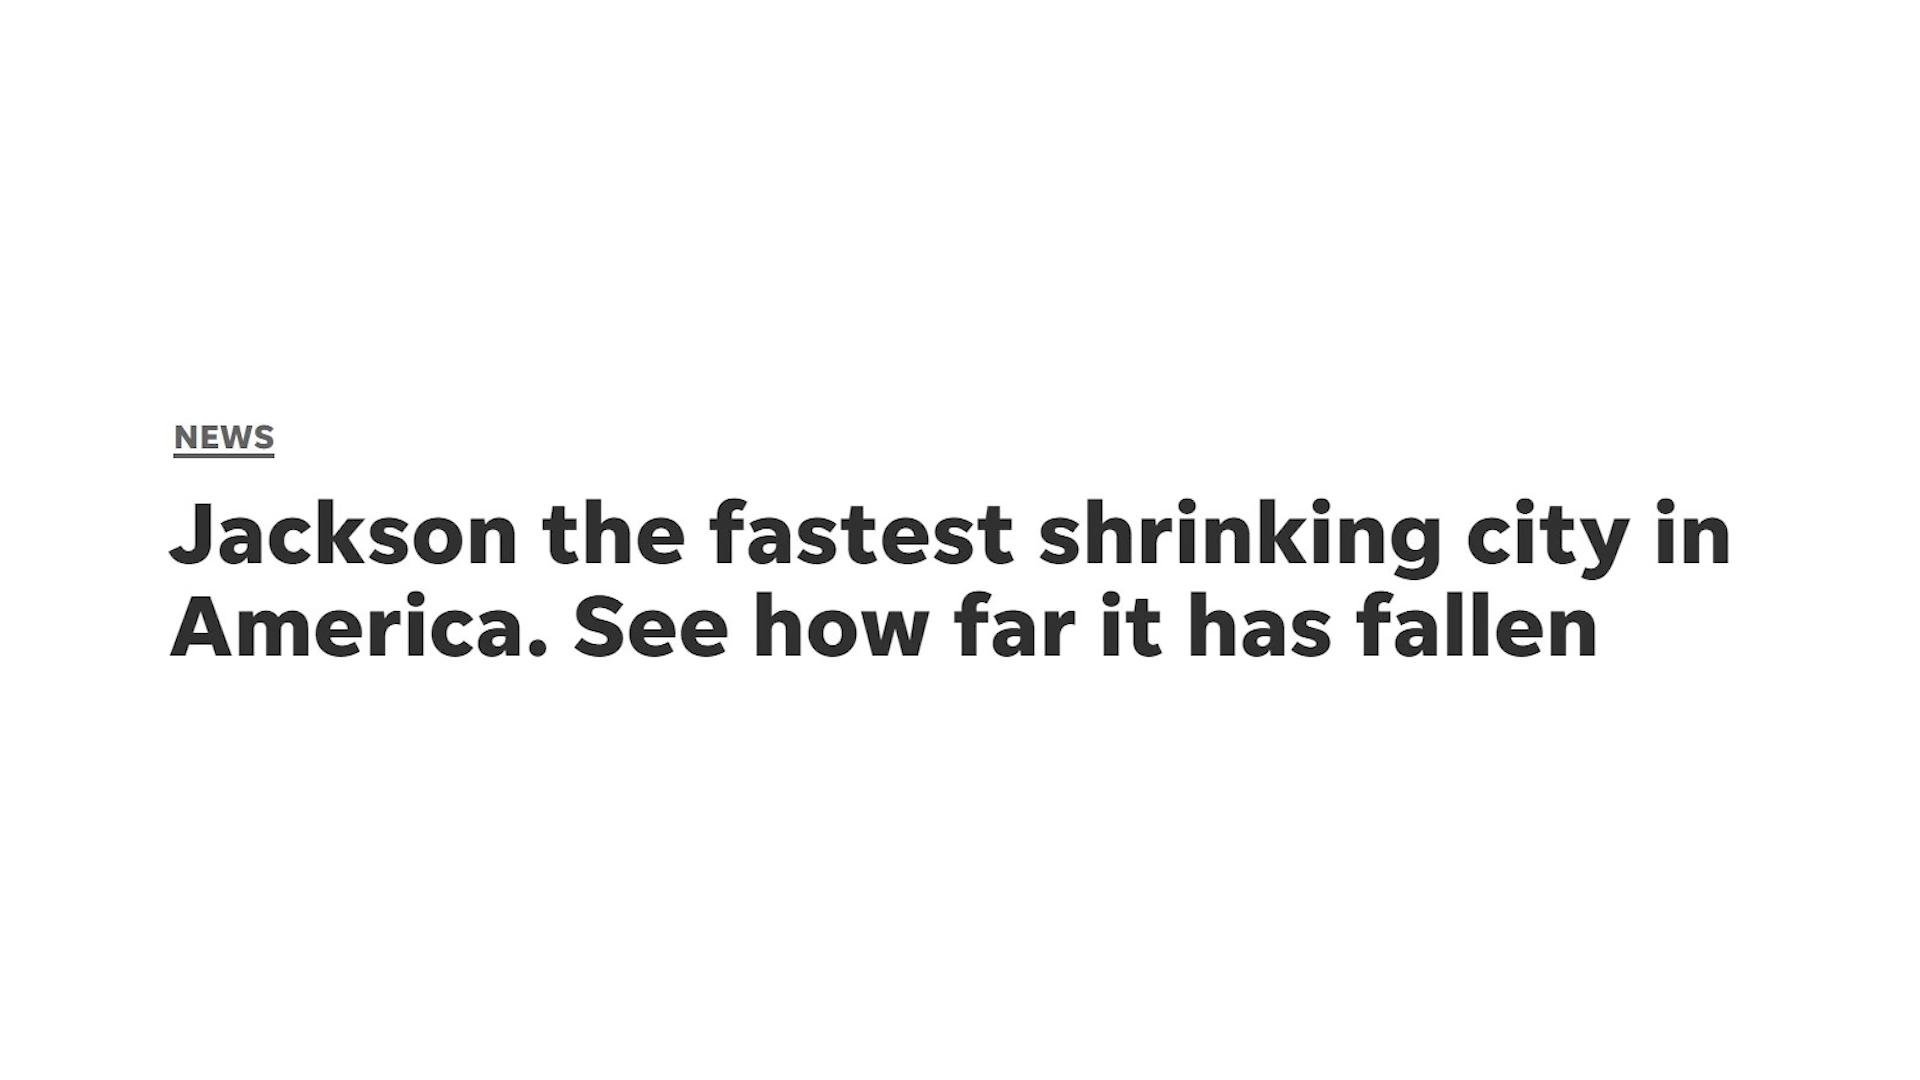 NEWS
Jackson the fastest shrinking city in
America. See how far it has fallen